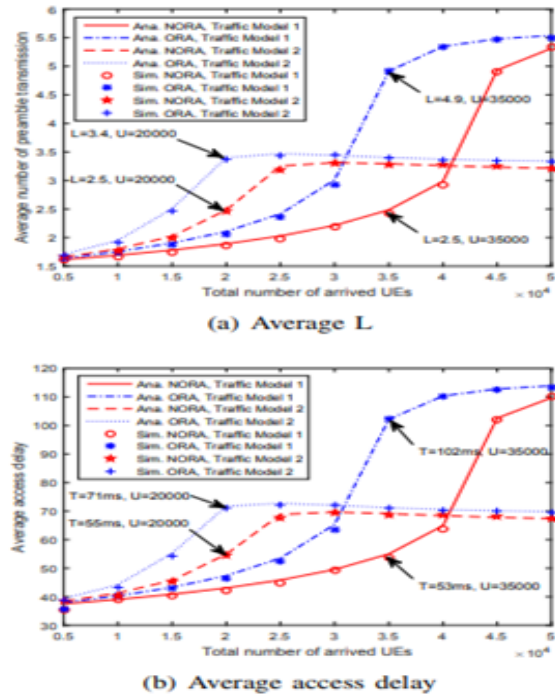 6
5.5
5
4.5
4
3.5
3
2.5
2
1.5
Average number of preamble transmission
Ana. NORA, Traffic Model 1
Ana. ORA, Traffic Model 1
Ana. NORA, Traffic Model 2
Ana. ORA, Traffic Model 2
Sim. NORA, Traffic Model 1
Sim. ORA, Traffic Model 1
Sim. NORA, Traffic Model 2
Sim. ORA, Traffic Model 2
L=4.9, U=35000
L=3.4, U=20000
L=2.5, U=20000
L=2.5, U=35000
0.5 1 1.5 2 2.5 3 3.5 4 4.5 5
Total number of arrived UEs
× 10⁴
(a) Average L
120
110
100
90
80
70
60
50
40
30
Average access delay
Ana. NORA, Traffic Model 1
Ana. ORA, Traffic Model 1
Ana. NORA, Traffic Model 2
Ana. ORA, Traffic Model 2
Sim. NORA, Traffic Model 1
Sim. ORA, Traffic Model 1
Sim. NORA, Traffic Model 2
Sim. ORA, Traffic Model 2
T=102ms, U=35000
T=71ms, U=20000
T=55ms, U=20000
T=53ms, U=35000
0.5 1 1.5 2 2.5 3 3.5 4 4.5 5
Total number of arrived UEs
× 10⁴
(b) Average access delay